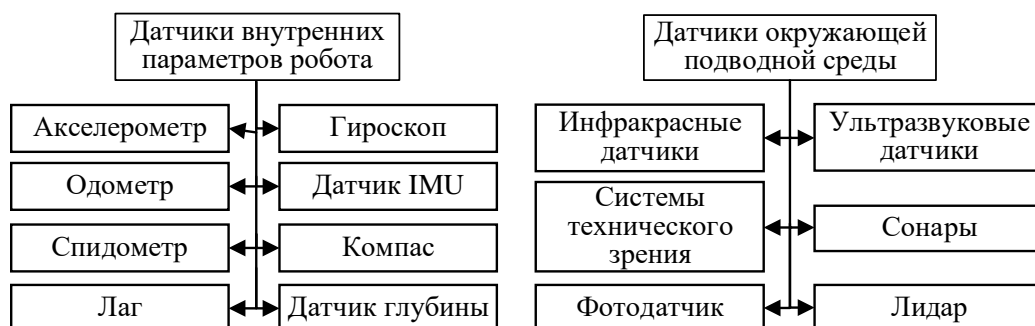 Датчики внутренних
параметров робота
Акселерометр
Гироскоп
Одометр
Датчик IMU
Спидометр
Компас
Лаг
Датчик глубины
Датчики окружающей
подводной среды
Инфракрасные
датчики
Ультразвуковые
датчики
Системы
технического
зрения
Сонары
Фотодатчик
Лидар